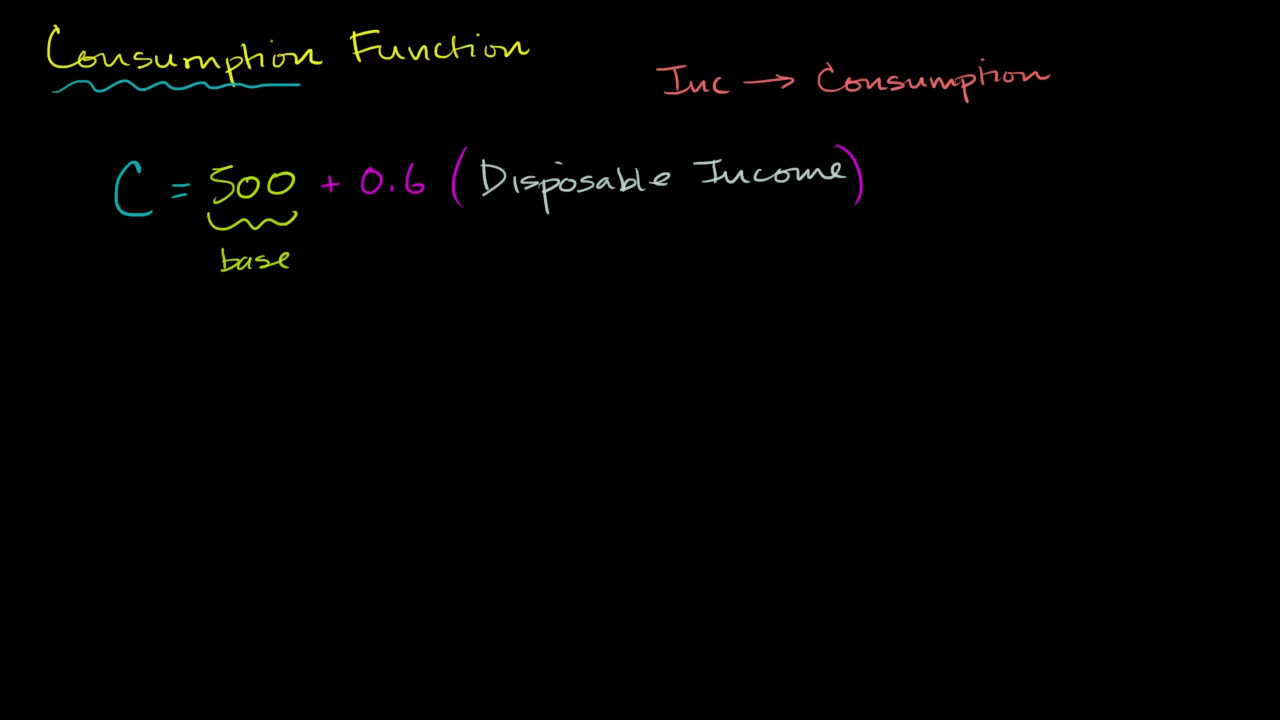 Consumption Function
Inc → Consumption
C = 500 + 0.6 (Disposable Income)
base